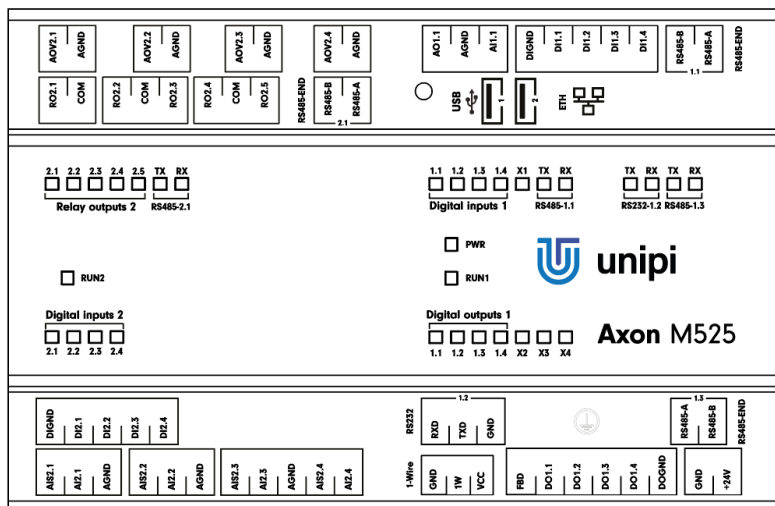 AOV2.1 AGND AOV2.2 AGND AOV2.3 AGND AOV2.4 AGND AO1.1 AGND AI1.1 DIGND DI1.1 DI1.2 DI1.3 DI1.4 RS485-B RS485-A RS485-END
1.1
RO2.1 COM RO2.2 COM RO2.3 RO2.4 COM RO2.5 RS485-END RS485-B RS485-A USB 1 2 ETH
2.1
2.1 2.2 2.3 2.4 2.5 TX RX 1.1 1.2 1.3 1.4 X1 TX RX TX RX TX RX
Relay outputs 2 RS485-2.1 Digital inputs 1 RS485-1.1 RS232-1.2 RS485-1.3
PWR
unipi
RUN2 RUN1
Digital inputs 2 Digital outputs 1
Axon M525
2.1 2.2 2.3 2.4 1.1 1.2 1.3 1.4 X2 X3 X4
1.2 1.3
DIGND DI2.1 DI2.2 DI2.3 DI2.4 RS232 RXD TXD GND RS485-A RS485-B RS485-END
AIS2.1 AI2.1 AGND AIS2.2 AI2.2 AGND AIS2.3 AI2.3 AGND AIS2.4 AI2.4 1-Wire GND 1W VCC FBD DO1.1 DO1.2 DO1.3 DO1.4 DOGND GND +24V